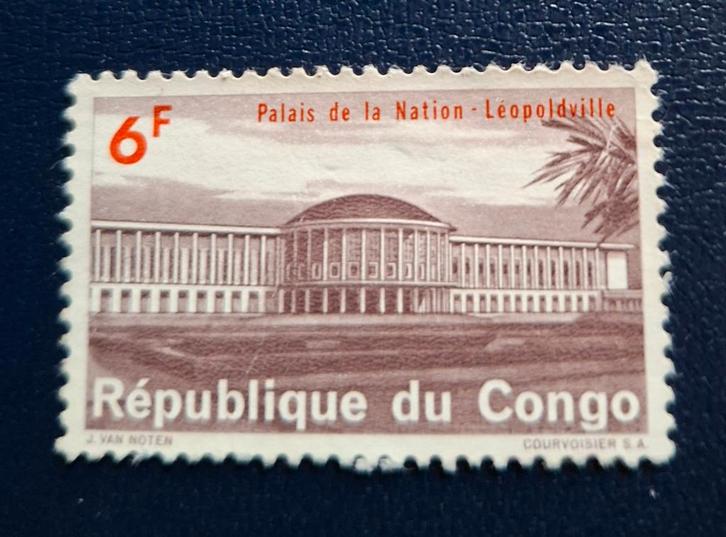 6F
Palais de la Nation - Léopoldville
République du Congo
J. VAN NOTEN
COURVOISIER S.A.